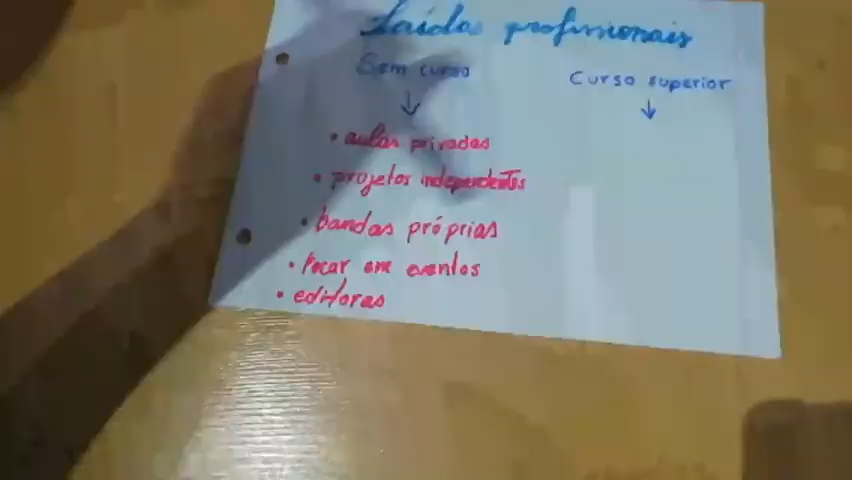 Saídas profissionais
Sem curso
Curso superior
↓
↓
• aulas privadas
• projetos independentes
• bandas próprias
• tocar em eventos
• editoras